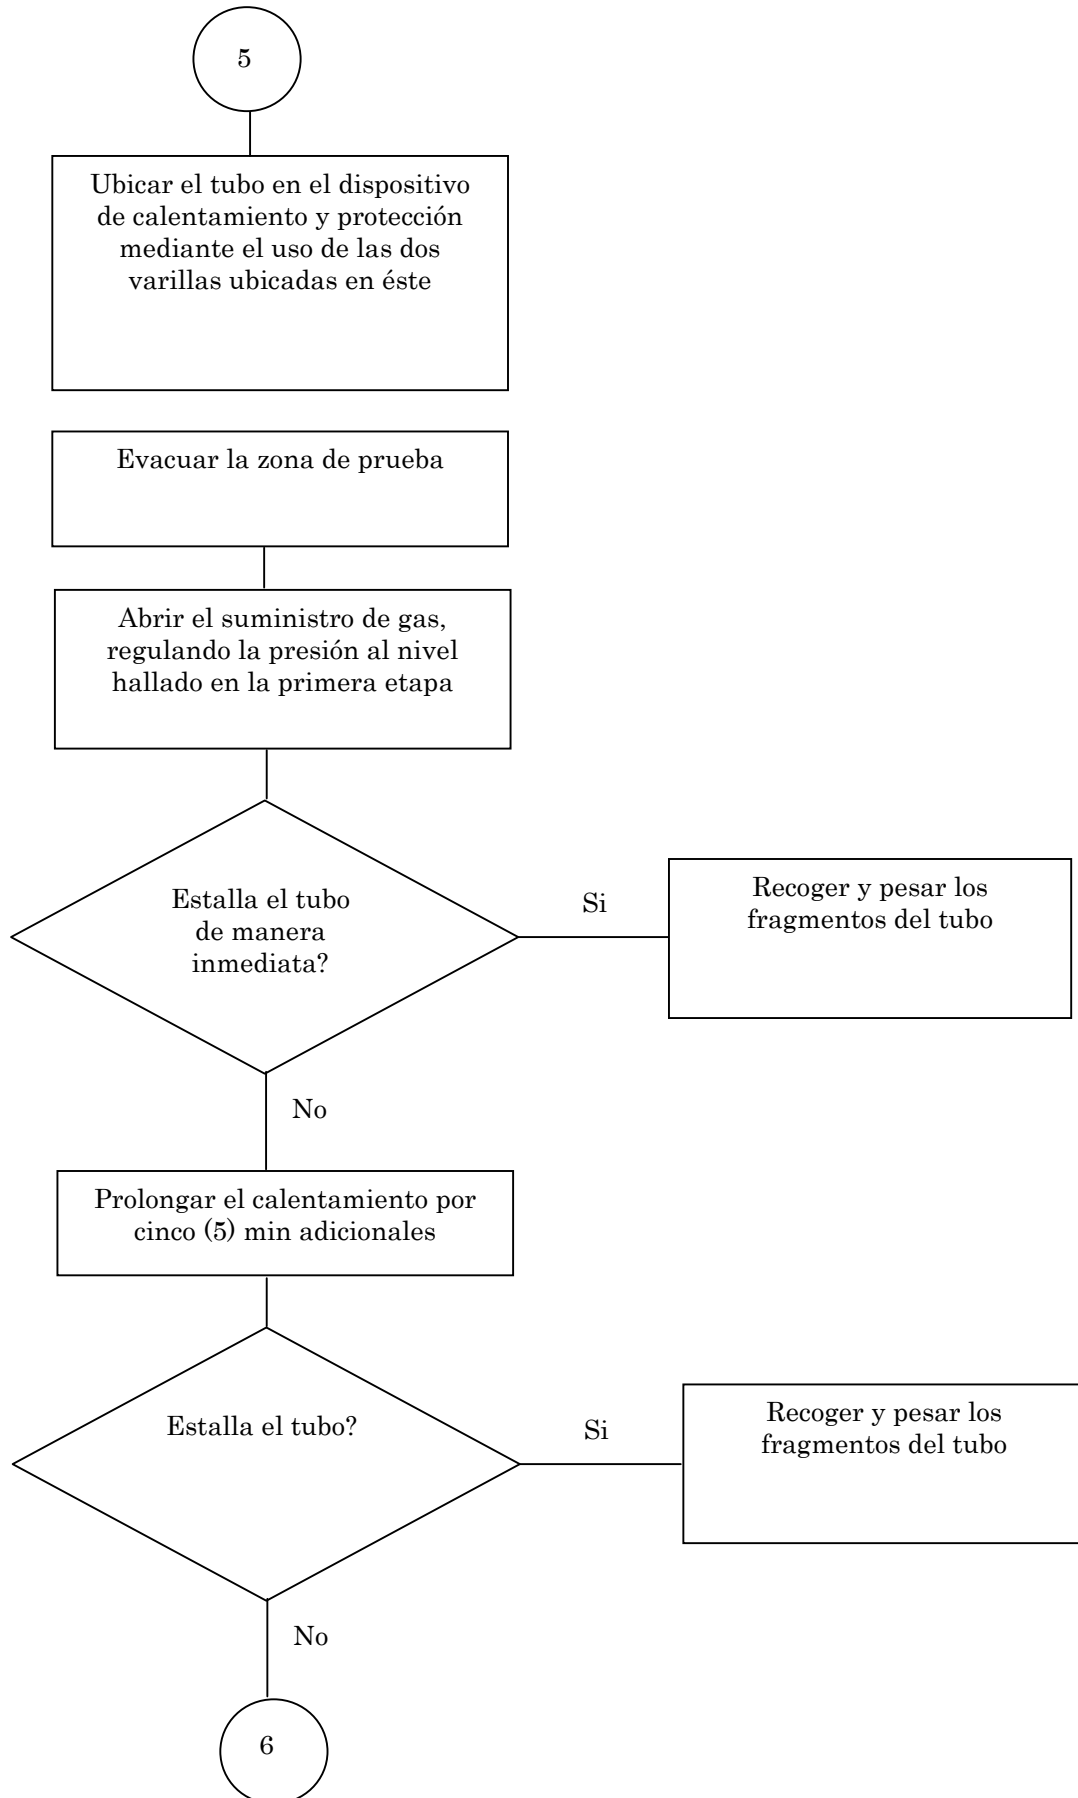 5
Ubicar el tubo en el dispositivo
de calentamiento y protección
mediante el uso de las dos
varillas ubicadas en éste
Evacuar la zona de prueba
Abrir el suministro de gas,
regulando la presión al nivel
hallado en la primera etapa
Estalla el tubo
de manera
inmediata?
Si
Recoger y pesar los
fragmentos del tubo
No
Prolongar el calentamiento por
cinco (5) min adicionales
Estalla el tubo?
Si
Recoger y pesar los
fragmentos del tubo
No
6